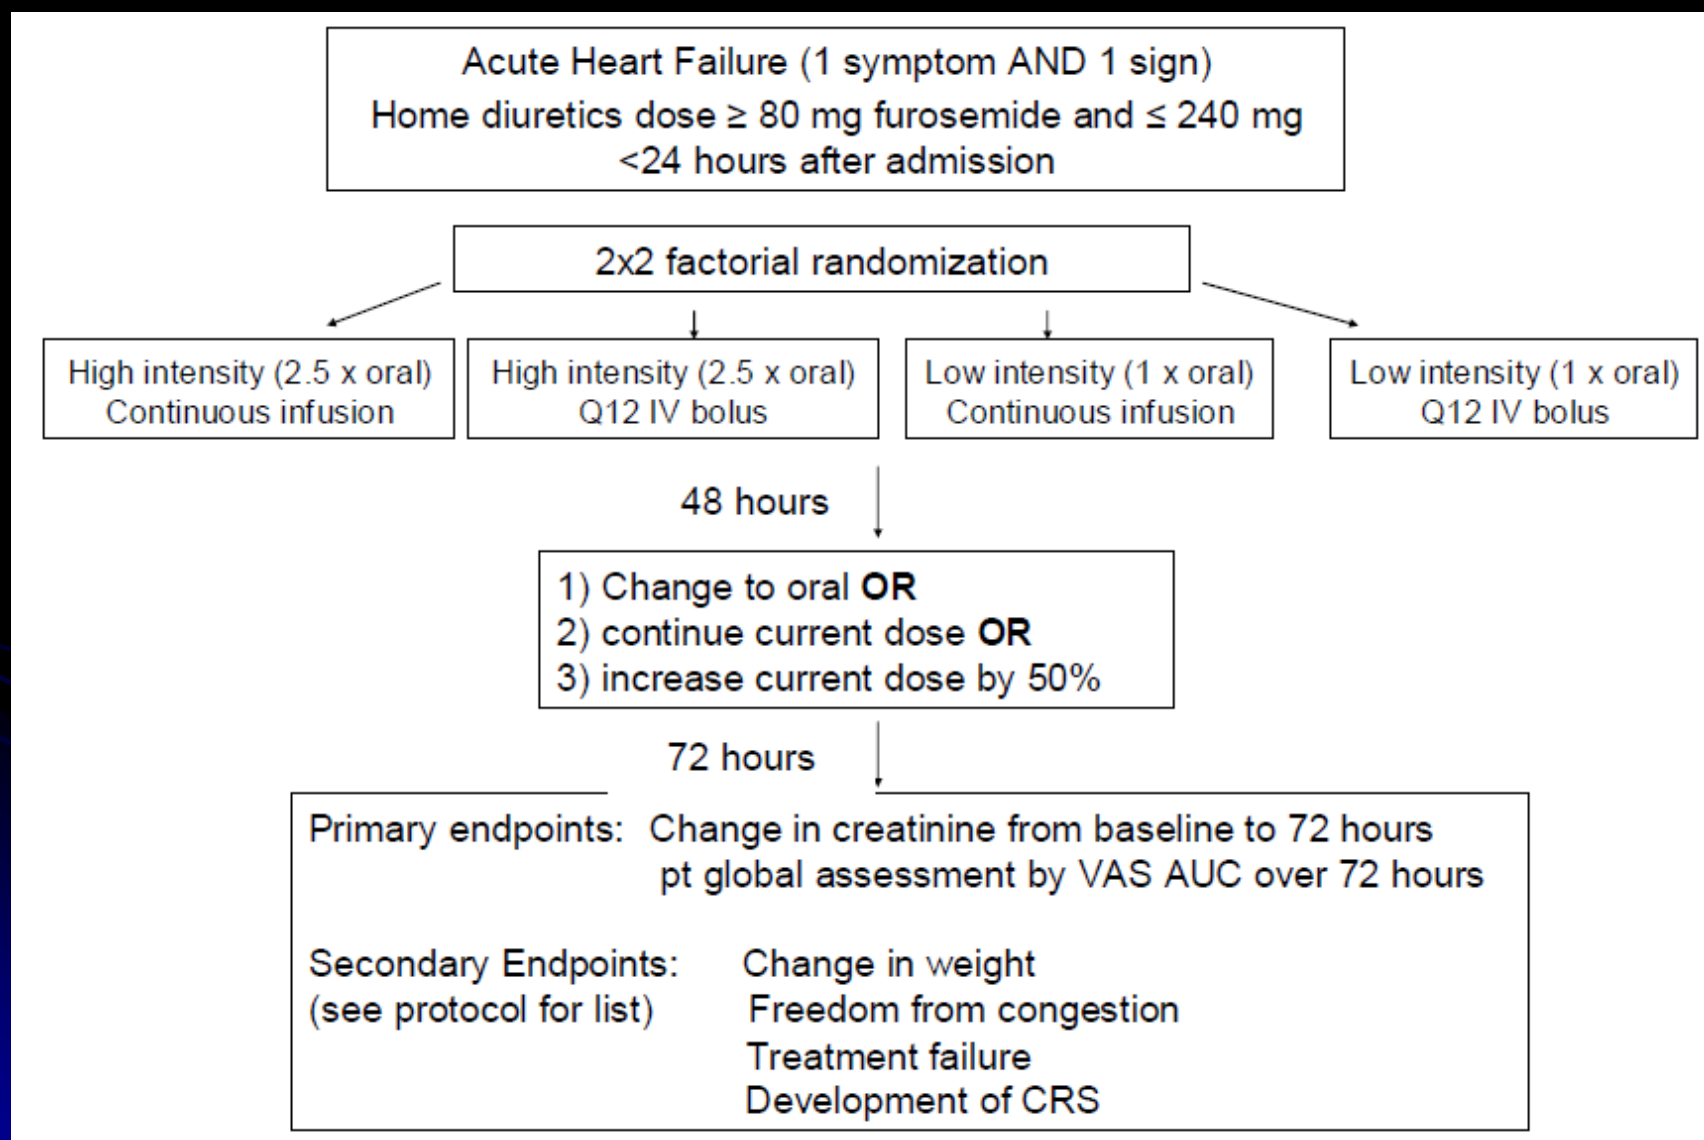 Acute Heart Failure (1 symptom AND 1 sign)
Home diuretics dose ≥ 80 mg furosemide and ≤ 240 mg
<24 hours after admission
2x2 factorial randomization
High intensity (2.5 x oral)
Continuous infusion
High intensity (2.5 x oral)
Q12 IV bolus
Low intensity (1 x oral)
Continuous infusion
Low intensity (1 x oral)
Q12 IV bolus
48 hours
1) Change to oral OR
2) continue current dose OR
3) increase current dose by 50%
72 hours
Primary endpoints: Change in creatinine from baseline to 72 hours
pt global assessment by VAS AUC over 72 hours
Secondary Endpoints: Change in weight
(see protocol for list) Freedom from congestion
Treatment failure
Development of CRS